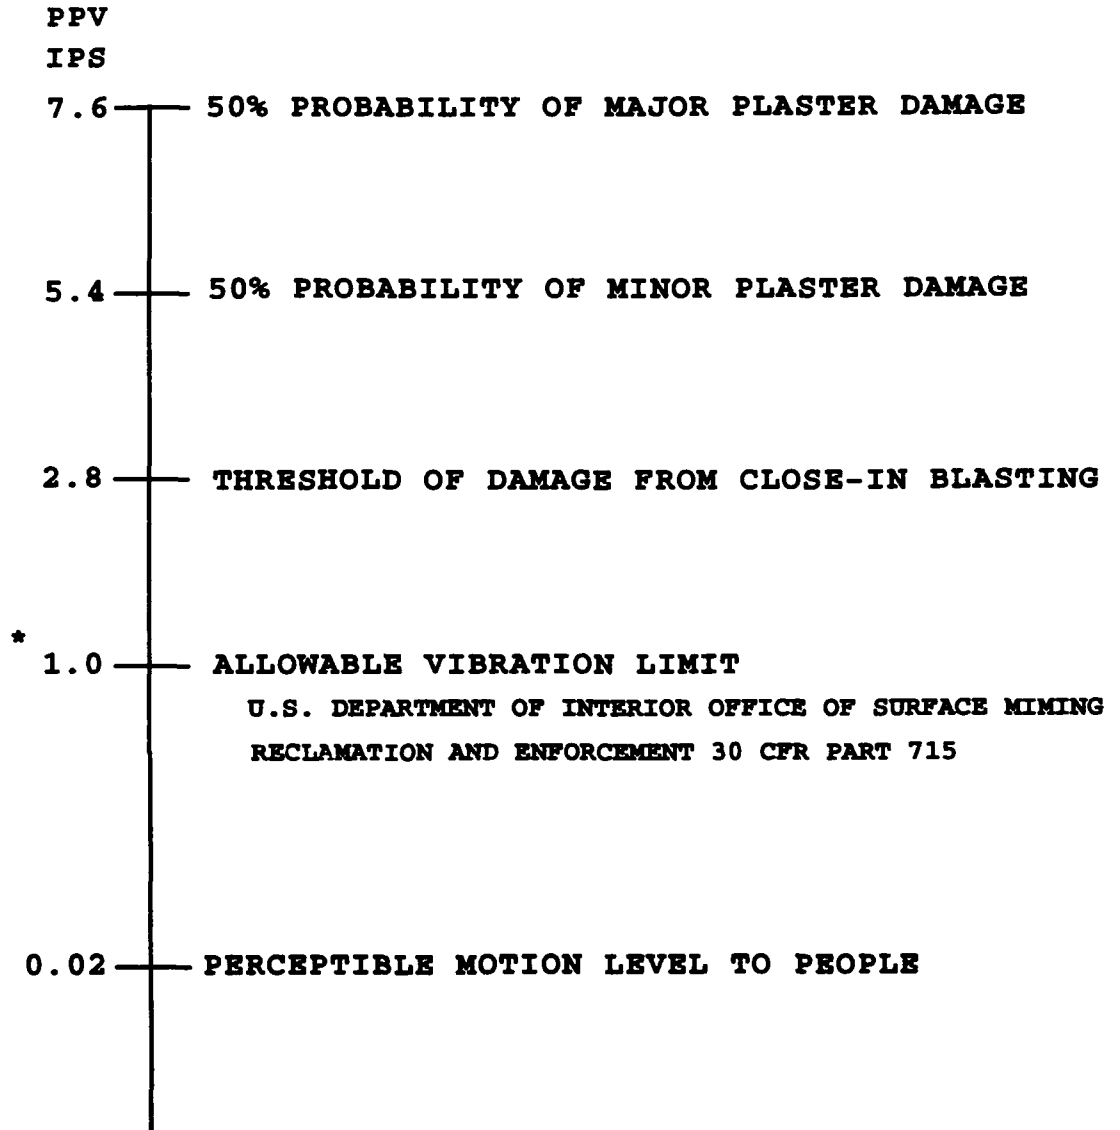 PPV
IPS
7.6 50% PROBABILITY OF MAJOR PLASTER DAMAGE
5.4 50% PROBABILITY OF MINOR PLASTER DAMAGE
2.8 THRESHOLD OF DAMAGE FROM CLOSE-IN BLASTING
*
1.0 ALLOWABLE VIBRATION LIMIT
U.S. DEPARTMENT OF INTERIOR OFFICE OF SURFACE MIMING
RECLAMATION AND ENFORCEMENT 30 CFR PART 715
0.02 PERCEPTIBLE MOTION LEVEL TO PEOPLE